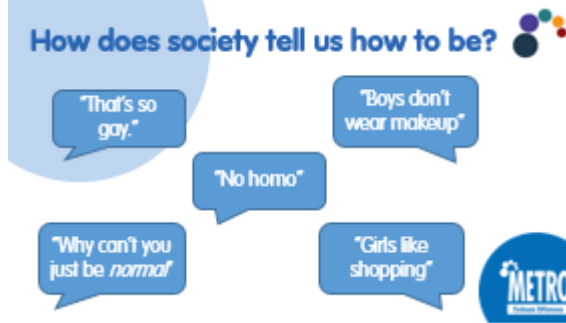 How does society tell us how to be?
"That's so
gay."
"Boys don't
wear makeup"
"No homo"
"Why can't you
just be normal"
"Girls like
shopping"
METRO